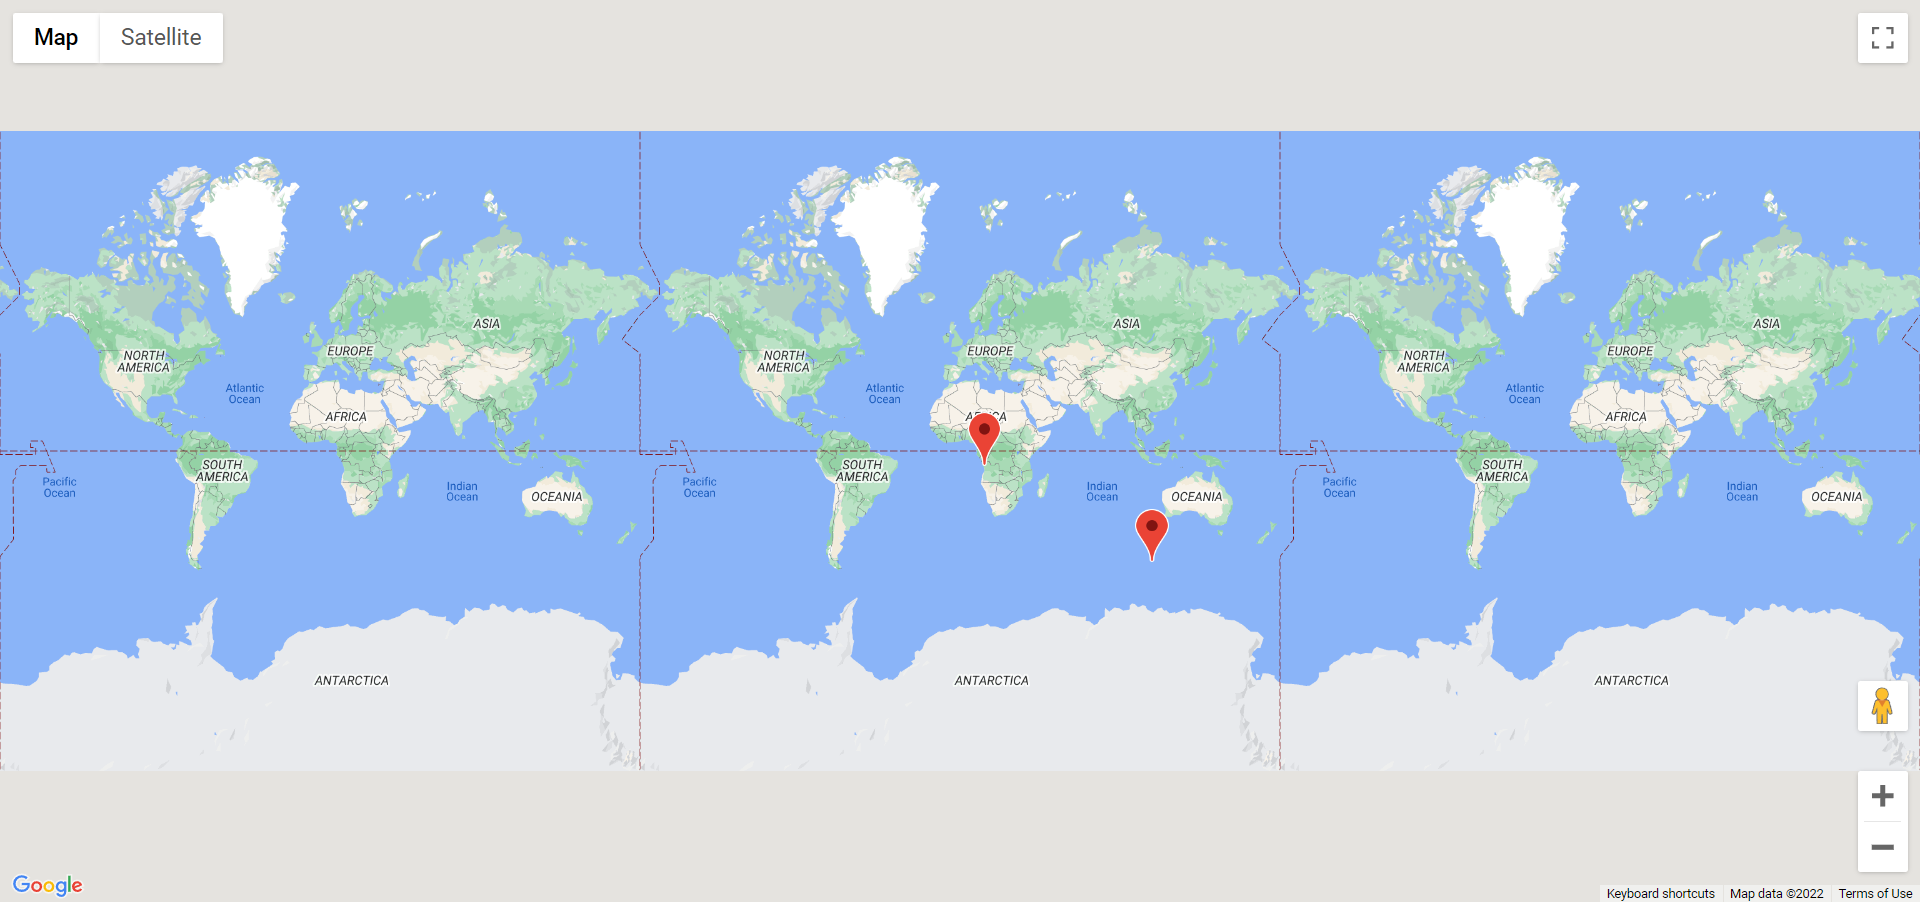 Map
Satellite
ASIA
ASIA
ASIA
EUROPE
EUROPE
EUROPE
NORTH
AMERICA
NORTH
AMERICA
NORTH
AMERICA
Atlantic
Ocean
Atlantic
Ocean
Atlantic
Ocean
AFRICA
AFRICA
SOUTH
AMERICA
SOUTH
AMERICA
SOUTH
AMERICA
Pacific
Ocean
Indian
Ocean
OCEANIA
Pacific
Ocean
Indian
Ocean
OCEANIA
Pacific
Ocean
Indian
Ocean
OCEANIA
ANTARCTICA
ANTARCTICA
ANTARCTICA
Google
Keyboard shortcuts
Map data ©2022
Terms of Use